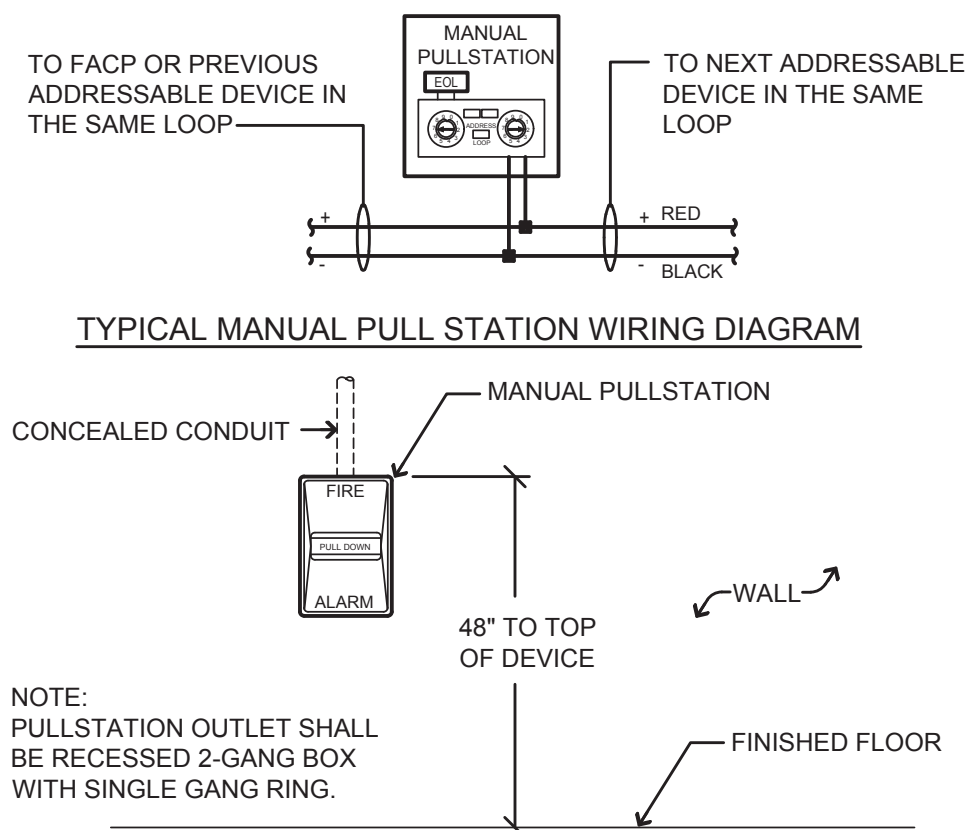 MANUAL
PULLSTATION
TO FACP OR PREVIOUS
ADDRESSABLE DEVICE IN
THE SAME LOOP
TO NEXT ADDRESSABLE
DEVICE IN THE SAME
LOOP
EOL
ADDRESS
LOOP
+
+ RED
-
- BLACK
TYPICAL MANUAL PULL STATION WIRING DIAGRAM
MANUAL PULLSTATION
CONCEALED CONDUIT
FIRE
PULL DOWN
ALARM
WALL
48" TO TOP
OF DEVICE
NOTE:
PULLSTATION OUTLET SHALL
BE RECESSED 2-GANG BOX
WITH SINGLE GANG RING.
FINISHED FLOOR